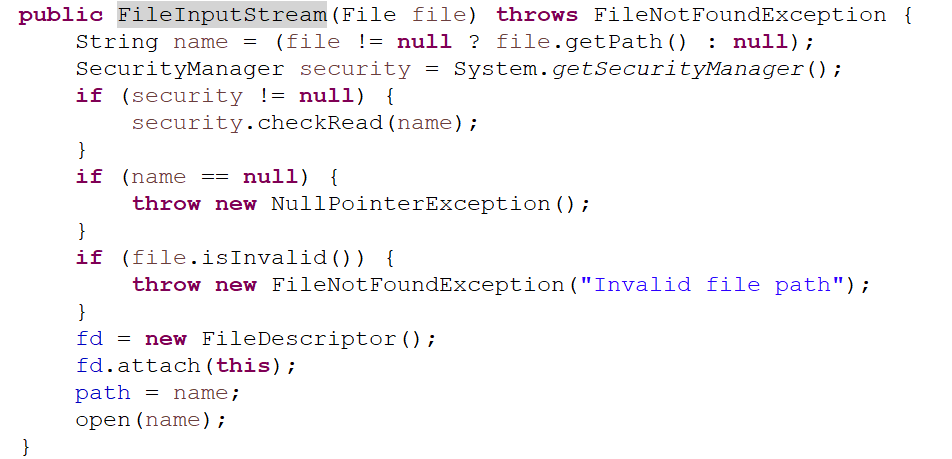 public FileInputStream(File file) throws FileNotFoundException {
    String name = (file != null ? file.getPath() : null);
    SecurityManager security = System.getSecurityManager();
    if (security != null) {
        security.checkRead(name);
    }
    if (name == null) {
        throw new NullPointerException();
    }
    if (file.isInvalid()) {
        throw new FileNotFoundException("Invalid file path");
    }
    fd = new FileDescriptor();
    fd.attach(this);
    path = name;
    open(name);
}